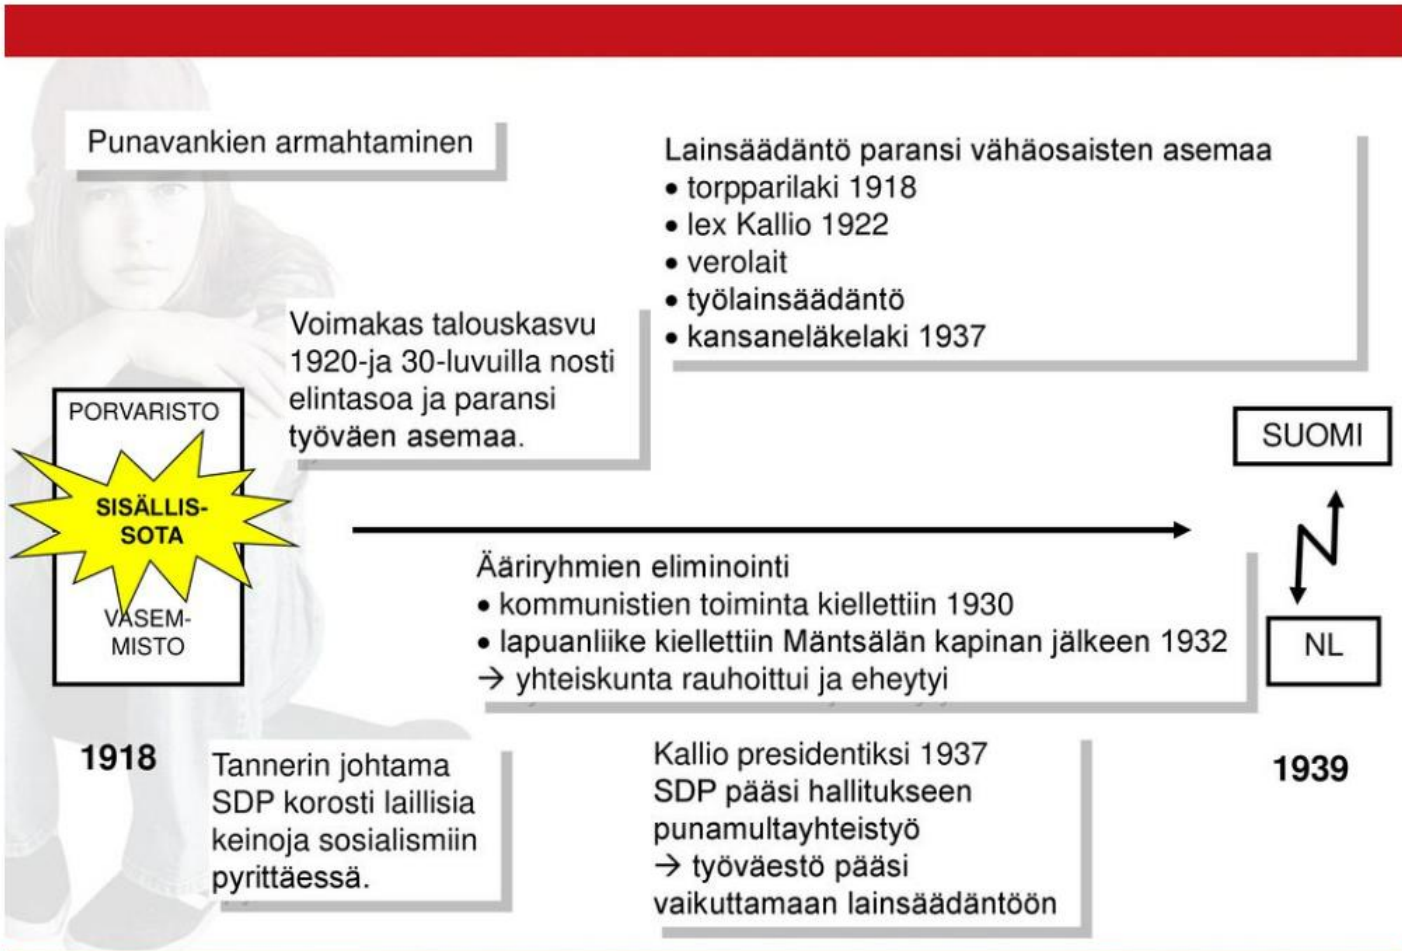 Punavankien armahtaminen
Lainsäädäntö paransi vähäosaisten asemaa
• torpparilaki 1918
• lex Kallio 1922
• verolait
• työlainsäädäntö
• kansaneläkelaki 1937
Voimakas talouskasvu
1920-ja 30-luvuilla nosti
elintasoa ja paransi
työväen asemaa.
PORVARISTO
SISÄLLIS-
SOTA
VASEM-
MISTO
1918
SUOMI
NL
1939
Ääriryhmien eliminointi
• kommunistien toiminta kiellettiin 1930
• lapuanliike kiellettiin Mäntsälän kapinan jälkeen 1932
→ yhteiskunta rauhoittui ja eheytyi
Tannerin johtama
SDP korosti laillisia
keinoja sosialismiin
pyrittäessä.
Kallio presidentiksi 1937
SDP pääsi hallitukseen
punamultayhteistyö
→ työväestö pääsi
vaikuttamaan lainsäädäntöön